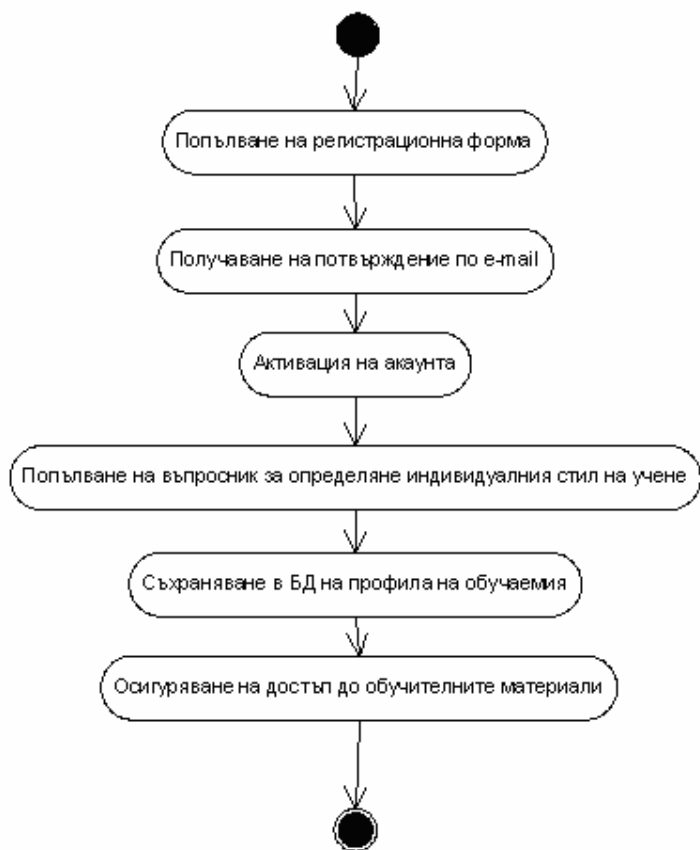 Попълване на регистрационна форма
Получаване на потвърждение по e-mail
Активация на акаунта
Попълване на въпросник за определяне индивидуалния стил на учене
Съхраняване в БД на профила на обучаемия
Осигуряване на достъп до обучителните материали